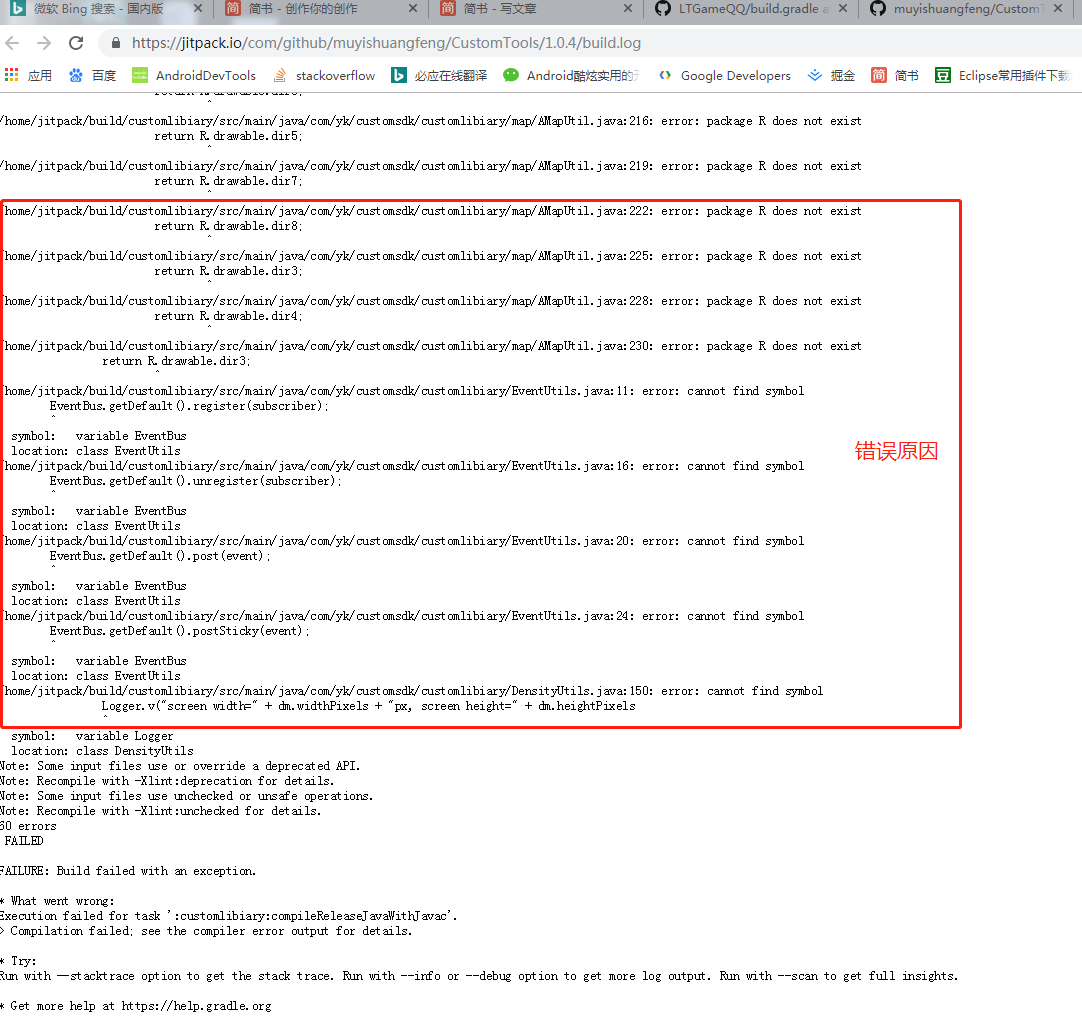 微软 Bing 搜索 - 国内版
简书 - 创作你的创作
简书 - 写文章
LTGameQQ/build.gradle a
muyishuangfeng/CustomT
https://jitpack.io/com/github/muyishuangfeng/CustomTools/1.0.4/build.log
应用
百度
AndroidDevTools
stackoverflow
必应在线翻译
Android酷炫实用的
Google Developers
掘金
简 简书
豆 Eclipse常用插件下载
return R.drawable.dir6;
^
/home/jitpack/build/customlibiary/src/main/java/com/yk/customsdk/customlibiary/map/AMapUtil.java:216: error: package R does not exist
return R.drawable.dir5;
^
/home/jitpack/build/customlibiary/src/main/java/com/yk/customsdk/customlibiary/map/AMapUtil.java:219: error: package R does not exist
return R.drawable.dir7;
^
/home/jitpack/build/customlibiary/src/main/java/com/yk/customsdk/customlibiary/map/AMapUtil.java:222: error: package R does not exist
return R.drawable.dir8;
^
/home/jitpack/build/customlibiary/src/main/java/com/yk/customsdk/customlibiary/map/AMapUtil.java:225: error: package R does not exist
return R.drawable.dir3;
^
/home/jitpack/build/customlibiary/src/main/java/com/yk/customsdk/customlibiary/map/AMapUtil.java:228: error: package R does not exist
return R.drawable.dir4;
^
/home/jitpack/build/customlibiary/src/main/java/com/yk/customsdk/customlibiary/map/AMapUtil.java:230: error: package R does not exist
return R.drawable.dir3;
^
/home/jitpack/build/customlibiary/src/main/java/com/yk/customsdk/customlibiary/EventUtils.java:11: error: cannot find symbol
EventBus.getDefault().register(subscriber);
^
symbol:   variable EventBus
location: class EventUtils
/home/jitpack/build/customlibiary/src/main/java/com/yk/customsdk/customlibiary/EventUtils.java:16: error: cannot find symbol
EventBus.getDefault().unregister(subscriber);
^
symbol:   variable EventBus
location: class EventUtils
/home/jitpack/build/customlibiary/src/main/java/com/yk/customsdk/customlibiary/EventUtils.java:20: error: cannot find symbol
EventBus.getDefault().post(event);
^
symbol:   variable EventBus
location: class EventUtils
/home/jitpack/build/customlibiary/src/main/java/com/yk/customsdk/customlibiary/EventUtils.java:24: error: cannot find symbol
EventBus.getDefault().postSticky(event);
^
symbol:   variable EventBus
location: class EventUtils
/home/jitpack/build/customlibiary/src/main/java/com/yk/customsdk/customlibiary/DensityUtils.java:150: error: cannot find symbol
Logger.v("screen width=" + dm.widthPixels + "px, screen height=" + dm.heightPixels
^
错误原因
symbol:   variable Logger
location: class DensityUtils
Note: Some input files use or override a deprecated API.
Note: Recompile with -Xlint:deprecation for details.
Note: Some input files use unchecked or unsafe operations.
Note: Recompile with -Xlint:unchecked for details.
60 errors
FAILED
FAILURE: Build failed with an exception.
* What went wrong:
Execution failed for task ':customlibiary:compileReleaseJavaWithJavac'.
> Compilation failed; see the compiler error output for details.
* Try:
Run with --stacktrace option to get the stack trace. Run with --info or --debug option to get more log output. Run with --scan to get full insights.
* Get more help at https://help.gradle.org